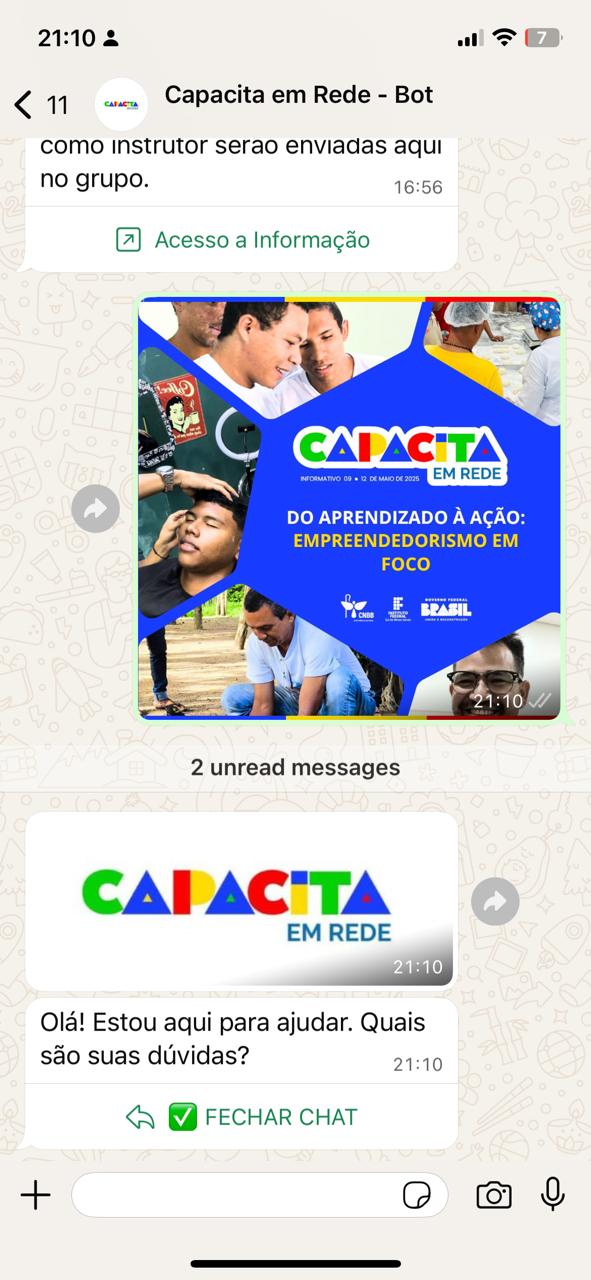 21:10
7
11
Capacita em Rede - Bot
como instrutor serão enviadas aqui
no grupo.
16:56
Acesso a Informação
Coffee!
CAPACITA
EM REDE
INFORMATIVO 09 • 12 DE MAIO DE 2025
DO APRENDIZADO À AÇÃO:
EMPREENDEDORISMO EM
FOCO
CNBB
INSTITUTO
FEDERAL
GOVERNO FEDERAL
BRASIL
UNIÃO E RECONSTRUÇÃO
21:10
2 unread messages
CAPACITA
EM REDE
21:10
Olá! Estou aqui para ajudar. Quais
são suas dúvidas?
21:10
✅ FECHAR CHAT